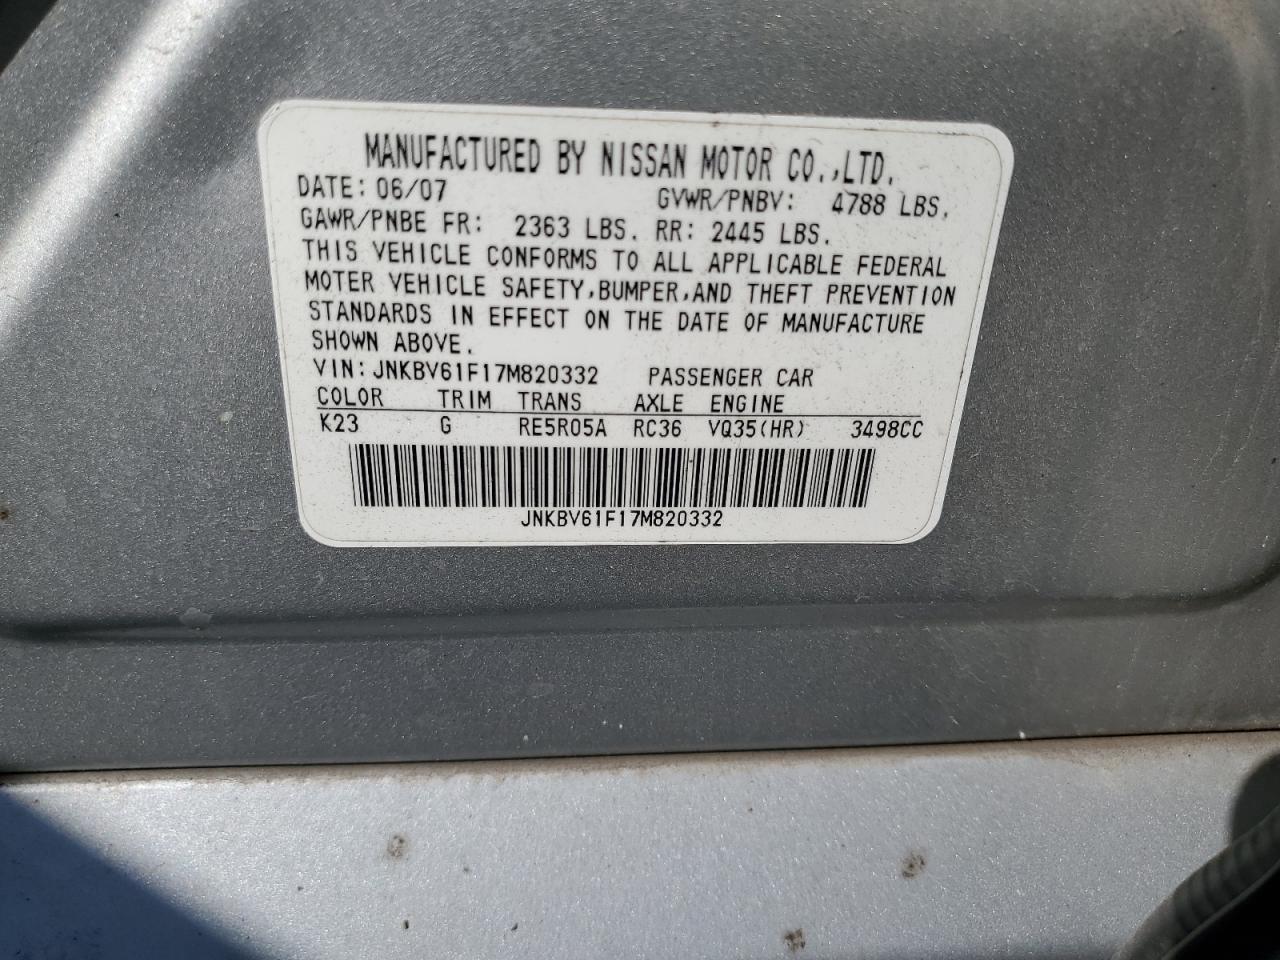 MANUFACTURED BY NISSAN MOTOR CO.,LTD.
DATE: 06/07 GVWR/PNBV: 4788 LBS.
GAWR/PNBE FR: 2363 LBS. RR: 2445 LBS.
THIS VEHICLE CONFORMS TO ALL APPLICABLE FEDERAL
MOTER VEHICLE SAFETY,BUMPER,AND THEFT PREVENTION
STANDARDS IN EFFECT ON THE DATE OF MANUFACTURE
SHOWN ABOVE.
VIN: JNKBV61F17M820332 PASSENGER CAR
COLOR TRIM TRANS AXLE ENGINE
K23 G RE5R05A RC36 VQ35(HR) 3498CC
JNKBV61F17M820332